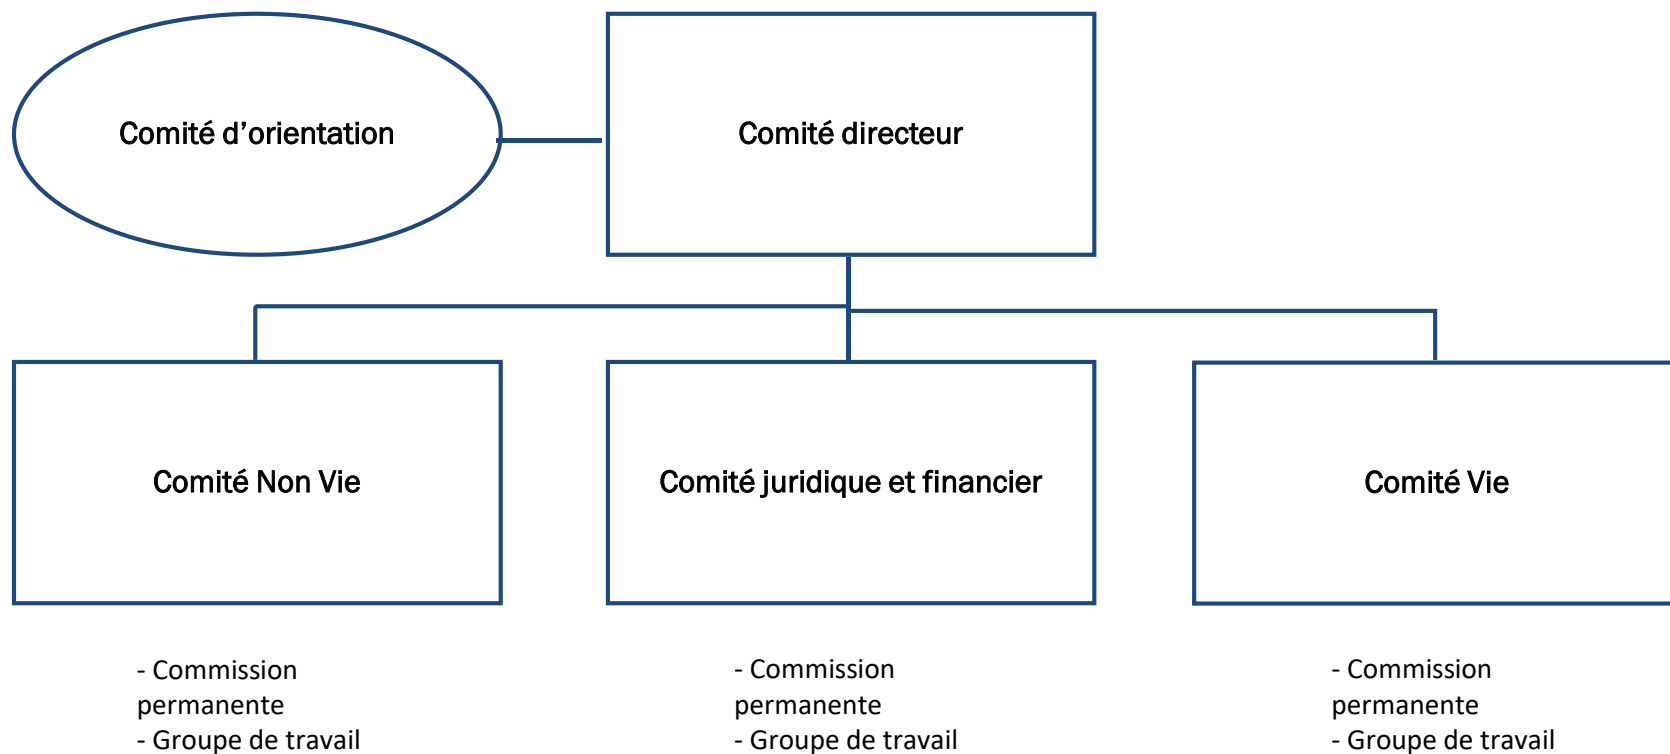 Comité d’orientation
Comité directeur
Comité Non Vie
Comité juridique et financier
Comité Vie
- Commission
permanente
- Groupe de travail
- Commission
permanente
- Groupe de travail
- Commission
permanente
- Groupe de travail